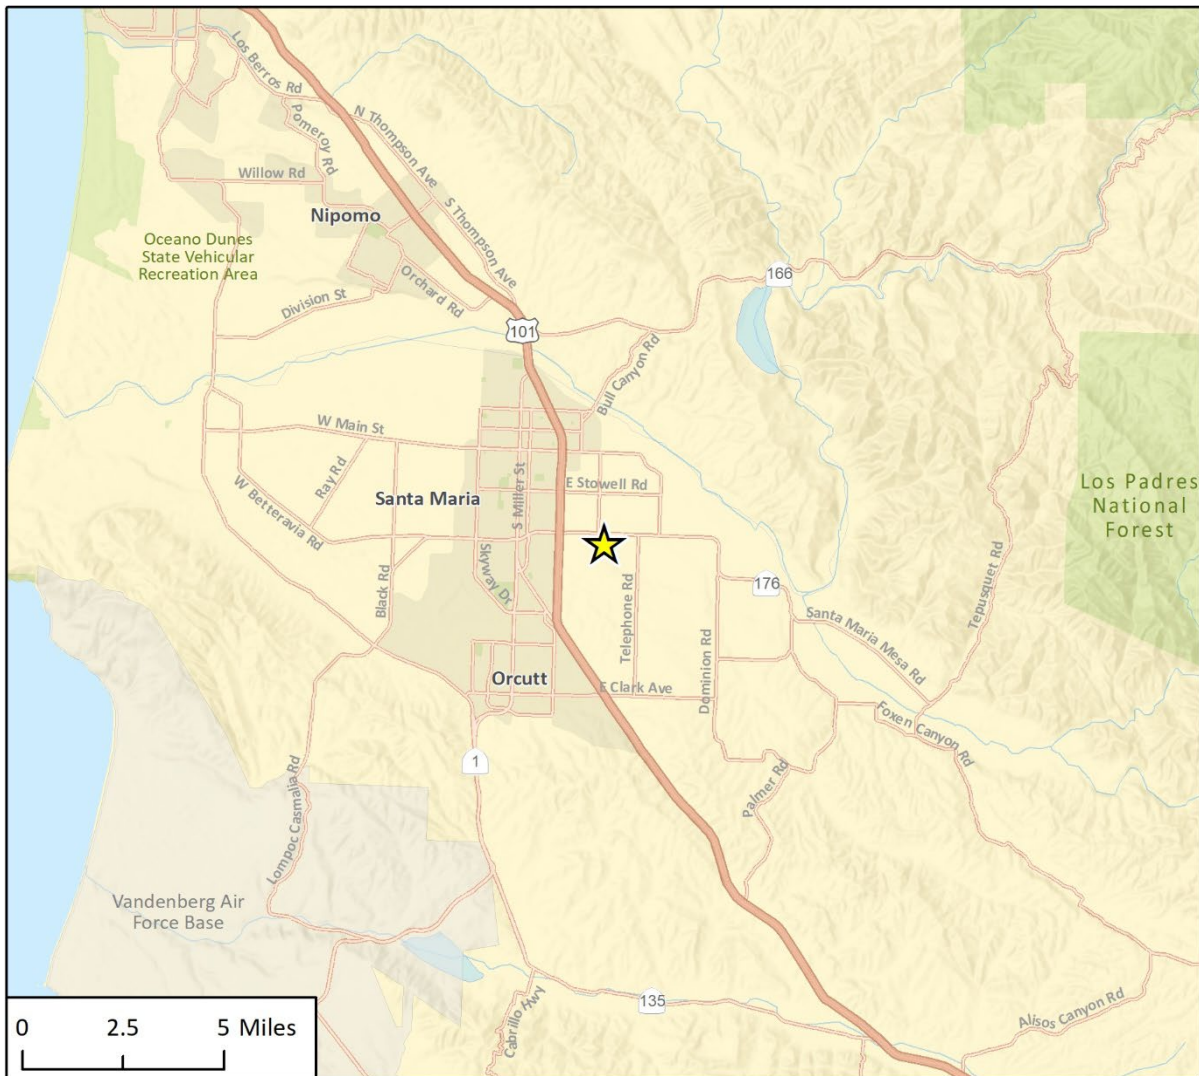 Los Berros Rd
Pomeroy Rd
N Thompson Ave
Willow Rd
Nipomo
S Thompson Ave
Oceano Dunes
State Vehicular
Recreation Area
Orchard Rd
Division St
166
101
Bull Canyon Rd
W Main St
Ray Rd
S Miller St
E Stowell Rd
Santa Maria
W Betteravia Rd
Los Padres
National
Forest
Black Rd
Skyway Dr
Telephone Rd
176
Tepusquet Rd
Santa Maria Mesa Rd
Dominion Rd
Orcutt
E Clark Ave
Foxen Canyon Rd
1
Palmer Rd
Lompoc Casmalia Rd
Vandenberg Air
Force Base
135
Cabrillo Hwy
Alisos Canyon Rd
0 2.5 5 Miles